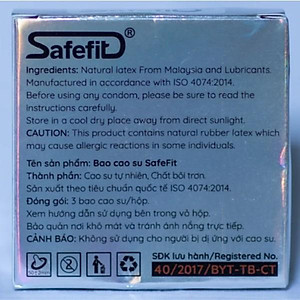 SafefiT®
Ingredients: Natural latex From Malaysia and Lubricants.
Manufactured in accordance with ISO 4074:2014.
Before using any condom, please be sure to read the
Instructions carefully.
Store in a cool dry place away from direct sunlight.
CAUTION: This product contains natural rubber latex which
may cause allergic reactions in some individuals.
Tên sản phẩm: Bao cao su SafeFit
Thành phần: Cao su tự nhiên, Chất bôi trơn.
Sản xuất theo tiêu chuẩn quốc tế ISO 4074:2014.
Đóng gói: 3 bao cao su/hộp.
Xem hướng dẫn sử dụng bên trong vỏ hộp.
Bảo quản nơi khô mát và tránh ánh nắng trực tiếp.
CẢNH BÁO: Không sử dụng cho người bị dị ứng với cao su.
SĐK lưu hành/Registered No.
40/2017/BYT-TB-CT